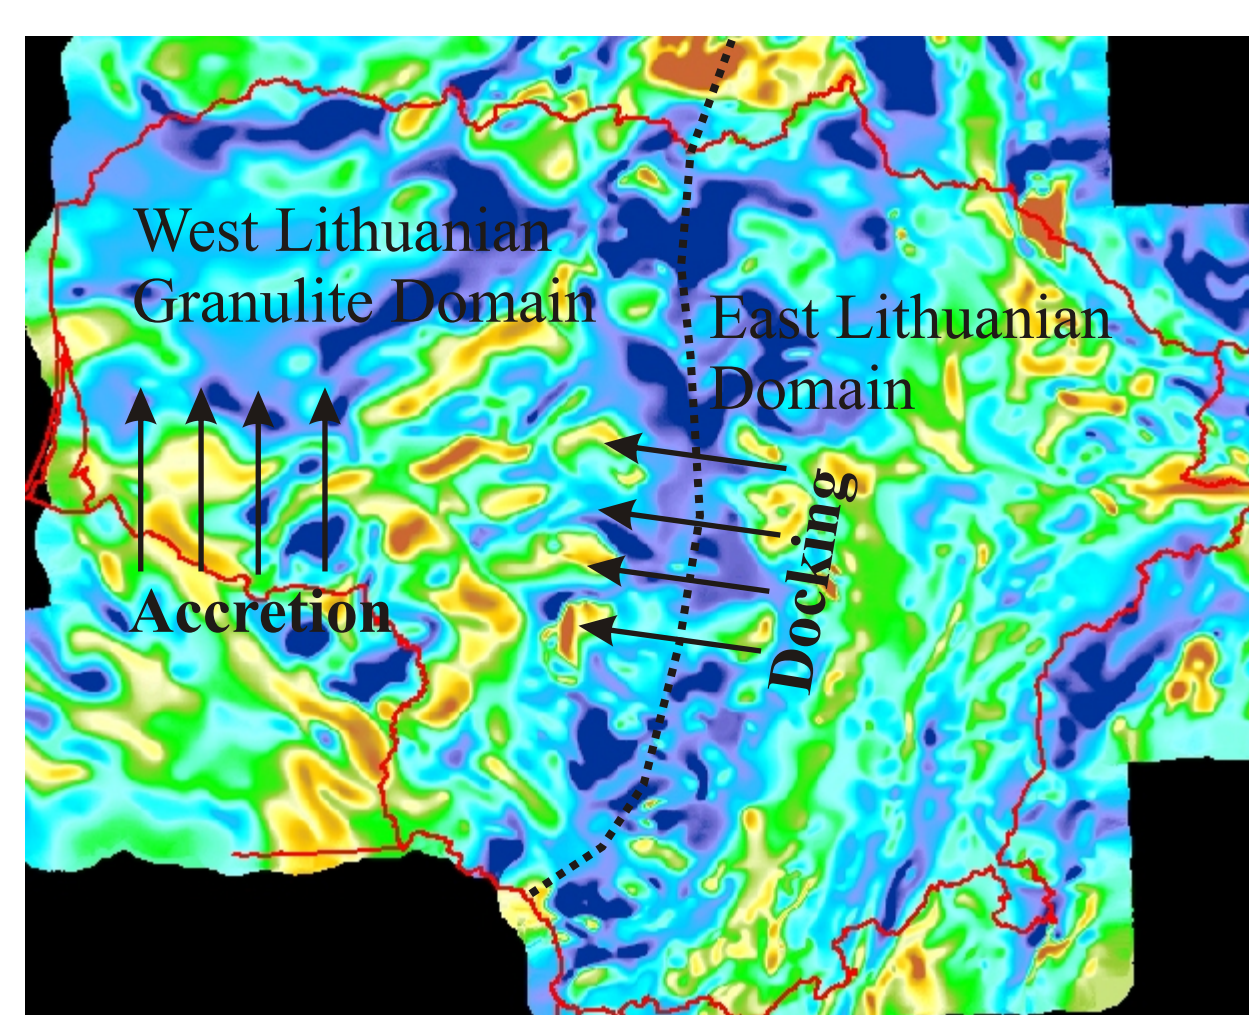 West Lithuanian
Granulite Domain
East Lithuanian
Domain
Docking
Accretion